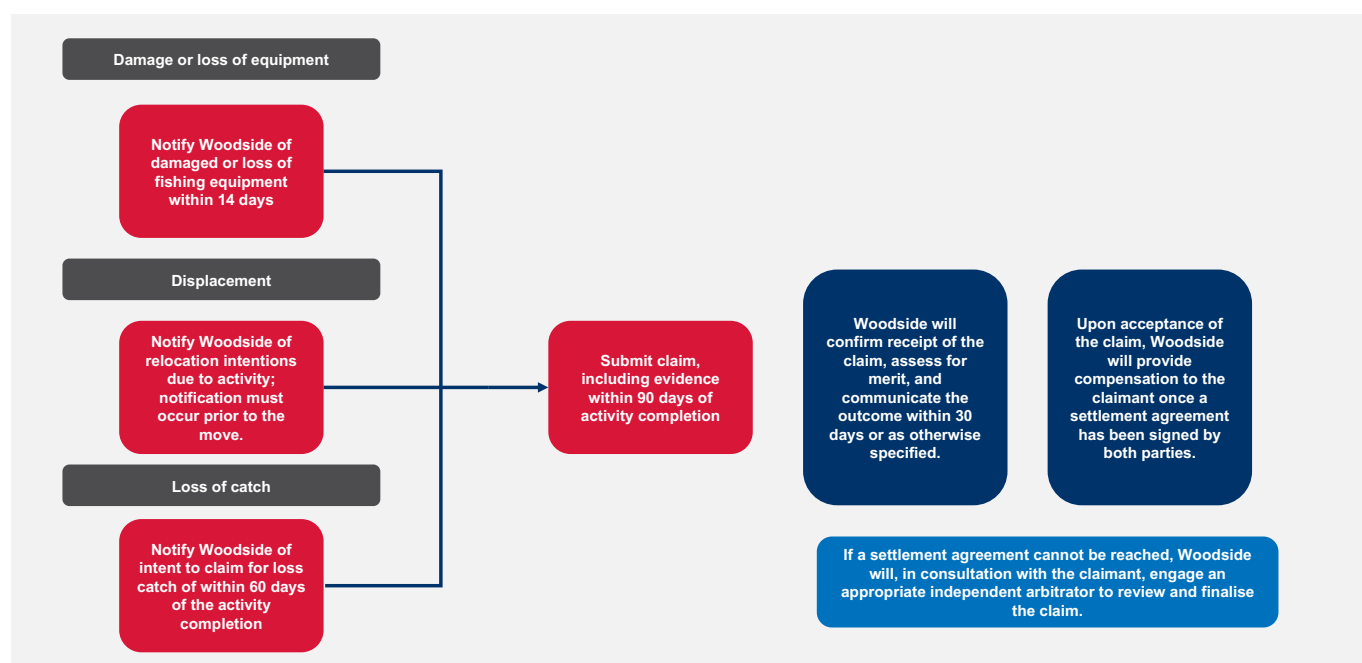 Damage or loss of equipment
Notify Woodside of
damaged or loss of
fishing equipment
within 14 days
Displacement
Notify Woodside of
relocation intentions
due to activity;
notification must
occur prior to the
move.
Loss of catch
Notify Woodside of
intent to claim for loss
catch of within 60 days
of the activity
completion
Submit claim,
including evidence
within 90 days of
activity completion
Woodside will
confirm receipt of the
claim, assess for
merit, and
communicate the
outcome within 30
days or as otherwise
specified.
Upon acceptance of
the claim, Woodside
will provide
compensation to the
claimant once a
settlement agreement
has been signed by
both parties.
If a settlement agreement cannot be reached, Woodside
will, in consultation with the claimant, engage an
appropriate independent arbitrator to review and finalise
the claim.